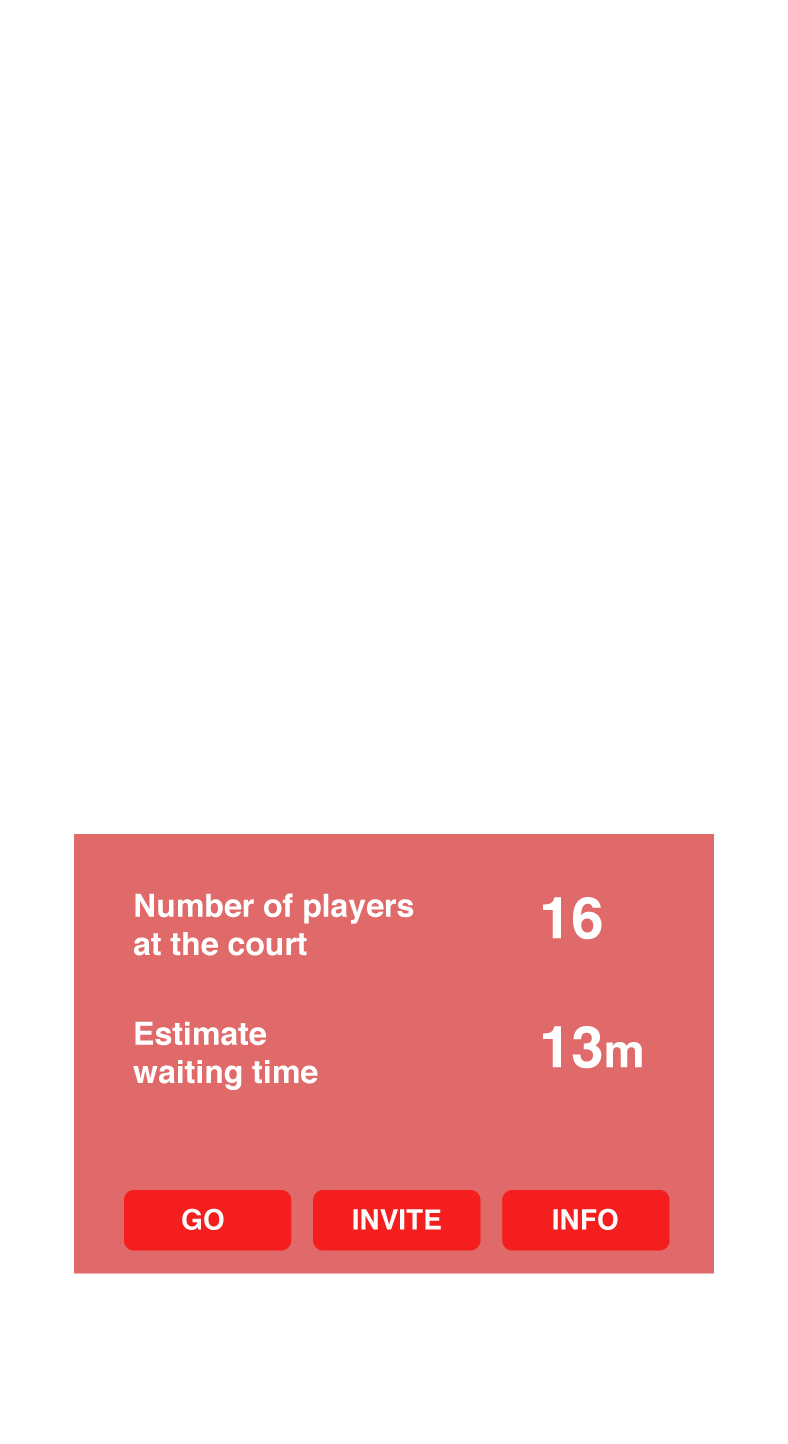 Number of players
at the court
16
Estimate
waiting time
13m
GO
INVITE
INFO